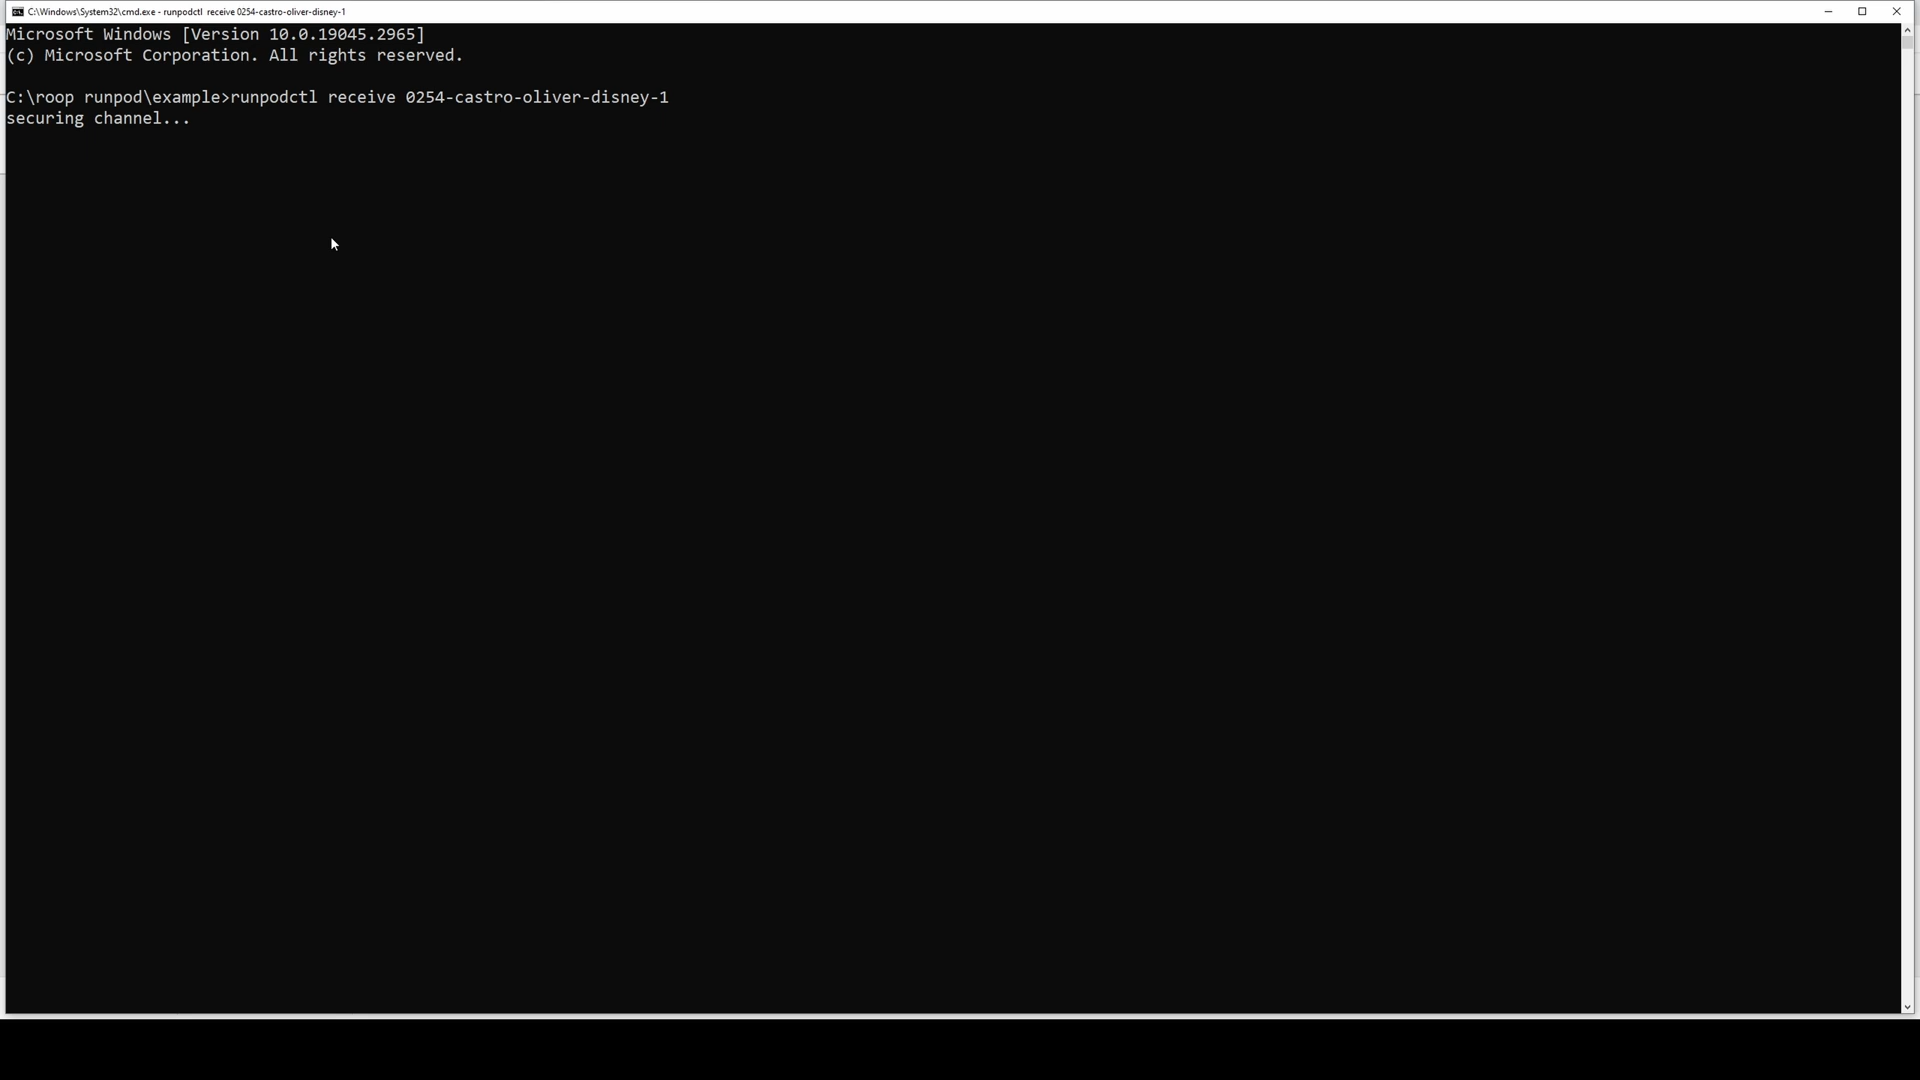 C:\Windows\System32\cmd.exe - runpodctl  receive 0254-castro-oliver-disney-1
Microsoft Windows [Version 10.0.19045.2965]
(c) Microsoft Corporation. All rights reserved.
C:\roop runpod\example>runpodctl receive 0254-castro-oliver-disney-1
securing channel...